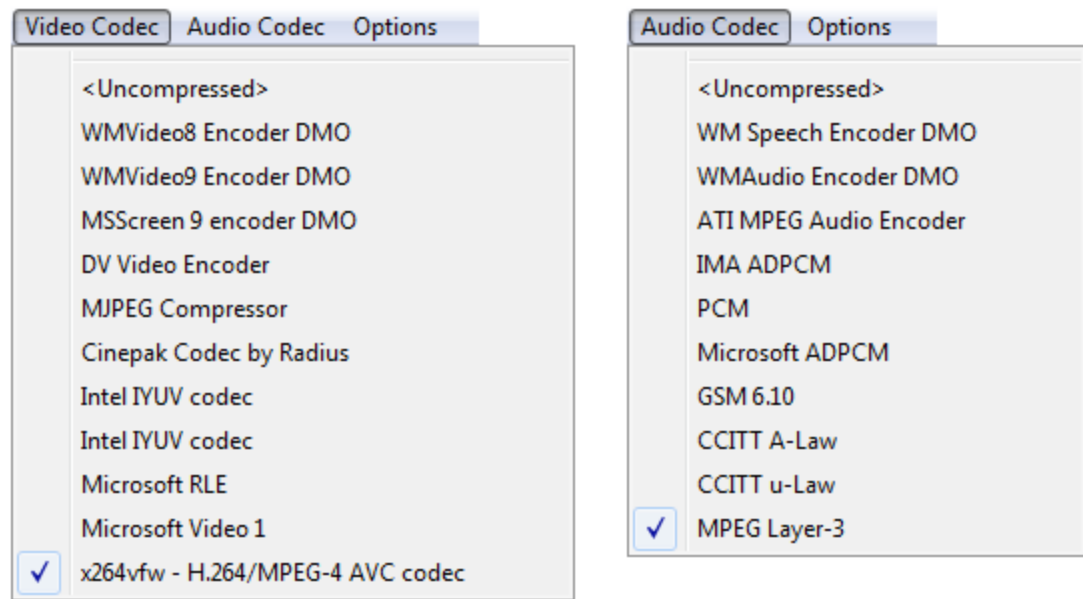 Video Codec Audio Codec Options
<Uncompressed>
WMVideo8 Encoder DMO
WMVideo9 Encoder DMO
MSScreen 9 encoder DMO
DV Video Encoder
MJPEG Compressor
Cinepak Codec by Radius
Intel IYUV codec
Intel IYUV codec
Microsoft RLE
Microsoft Video 1
x264vfw - H.264/MPEG-4 AVC codec
Audio Codec Options
<Uncompressed>
WM Speech Encoder DMO
WMAudio Encoder DMO
ATI MPEG Audio Encoder
IMA ADPCM
PCM
Microsoft ADPCM
GSM 6.10
CCITT A-Law
CCITT u-Law
MPEG Layer-3